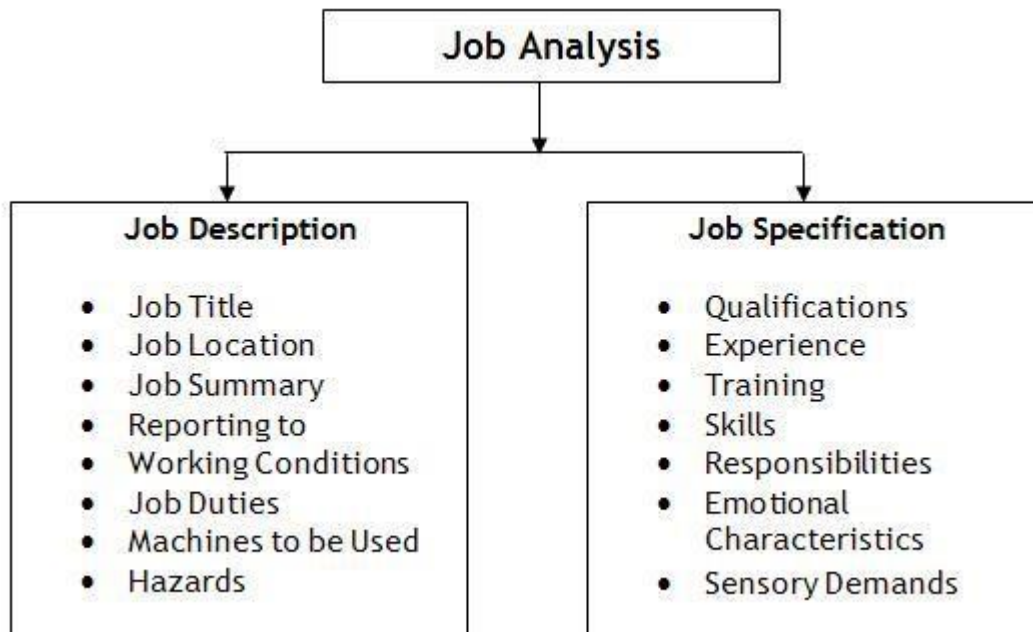 Job Analysis
Job Description
• Job Title
• Job Location
• Job Summary
• Reporting to
• Working Conditions
• Job Duties
• Machines to be Used
• Hazards
Job Specification
• Qualifications
• Experience
• Training
• Skills
• Responsibilities
• Emotional
Characteristics
• Sensory Demands